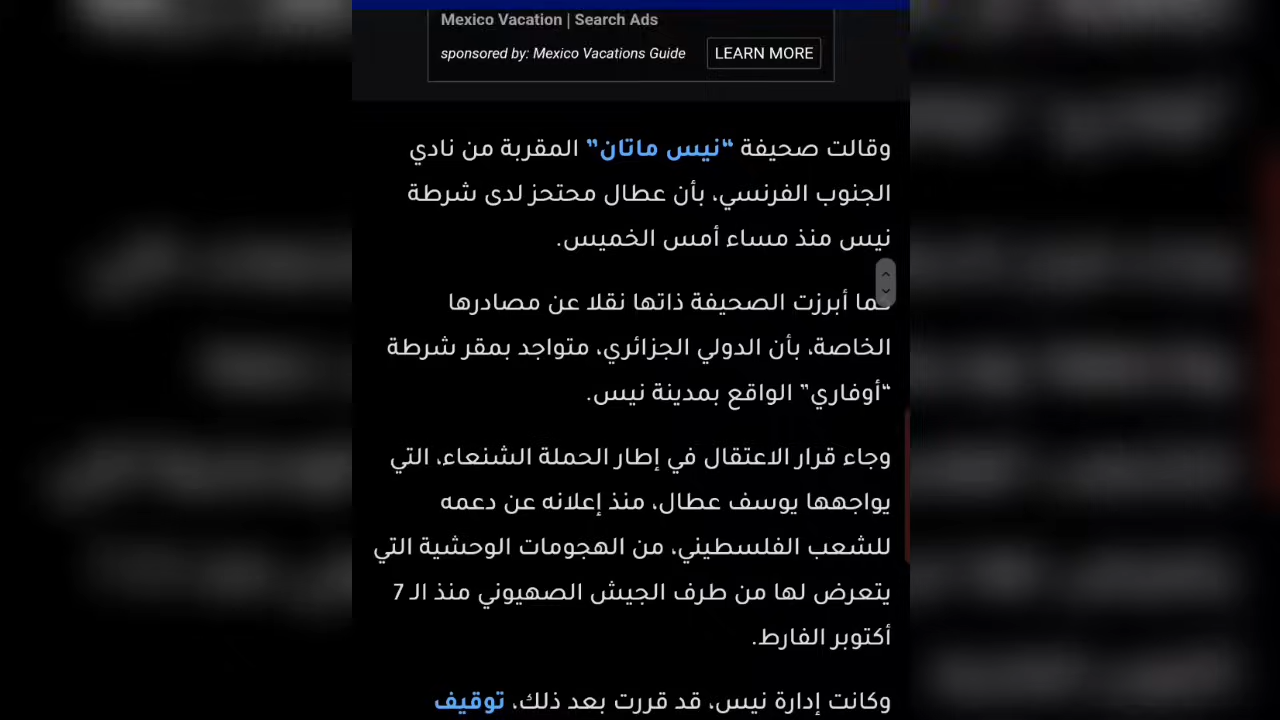 Mexico Vacation | Search Ads
sponsored by: Mexico Vacations Guide
LEARN MORE
وقالت صحيفة “نيس ماتان” المقربة من نادي
الجنوب الفرنسي، بأن عطال محتجز لدى شرطة
نيس منذ مساء أمس الخميس.
كما أبرزت الصحيفة ذاتها نقلا عن مصادرها
الخاصة، بأن الدولي الجزائري، متواجد بمقر شرطة
“أوفاري” الواقع بمدينة نيس.
وجاء قرار الاعتقال في إطار الحملة الشنعاء، التي
يواجهها يوسف عطال، منذ إعلانه عن دعمه
للشعب الفلسطيني، من الهجومات الوحشية التي
يتعرض لها من طرف الجيش الصهيوني منذ الـ 7
أكتوبر الفارط.
وكانت إدارة نيس، قد قررت بعد ذلك، توقيف